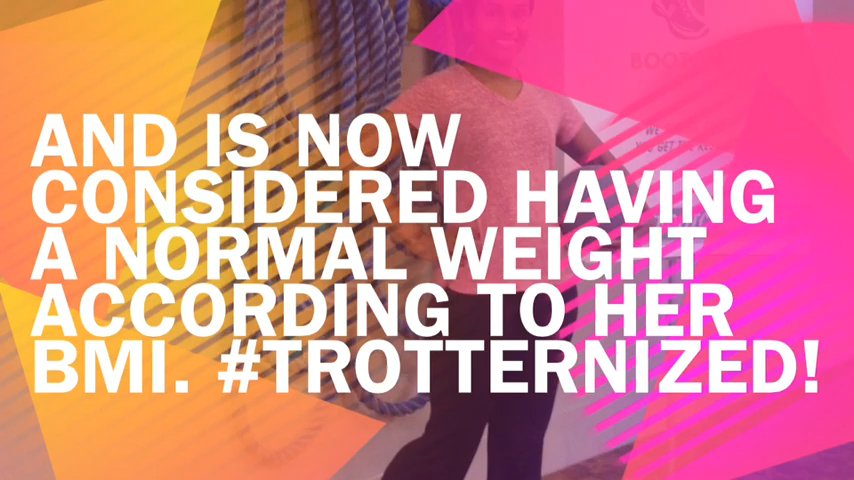 AND IS NOW
CONSIDERED HAVING
A NORMAL WEIGHT
ACCORDING TO HER
BMI. #TROTTERNIZED!